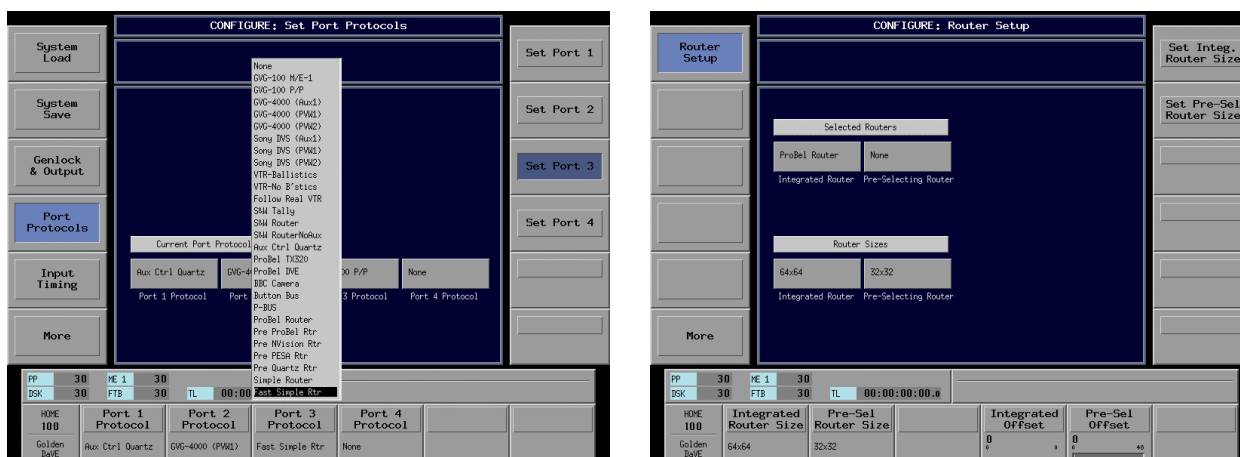 CONFIGURE: Set Port Protocols
System
Load
System
Save
Genlock
& Output
Port
Protocols
Input
Timing
More
None
GVG-100 M/E-1
GVG-100 P/P
GVG-4000 (Aux1)
GVG-4000 (PVW1)
GVG-4000 (PVW2)
Sony DVS (Aux1)
Sony DVS (PVW1)
Sony DVS (PVW2)
VTR-Ballistics
VTR-No B'stics
Follow Real VTR
S&W Tally
S&W Router
S&W RouterNoAux
Aux Ctrl Quartz
ProBel TX320
ProBel DVE
BBC Camera
Button Bus
P-BUS
ProBel Router
Pre ProBel Rtr
Pre NVision Rtr
Pre PESA Rtr
Pre Quartz Rtr
Simple Router
Fast Simple Rtr
Current Port Protocol
Aux Ctrl Quartz GVG-4 00 P/P None
Port 1 Protocol Port 3 Protocol Port 4 Protocol
Set Port 1
Set Port 2
Set Port 3
Set Port 4
PP 30 ME 1 30
DSK 30 FTB 30 TL 00:00
HOME
100
Golden
DaVE
Port 1
Protocol
Aux Ctrl Quartz
Port 2
Protocol
GVG-4000 (PVW1)
Port 3
Protocol
Fast Simple Rtr
Port 4
Protocol
None
CONFIGURE: Router Setup
Router
Setup
More
Selected Routers
ProBel Router None
Integrated Router Pre-Selecting Router
Router Sizes
64x64 32x32
Integrated Router Pre-Selecting Router
Set Integ.
Router Size
Set Pre-Sel
Router Size
PP 30 ME 1 30
DSK 30 FTB 30 TL 00:00:00:00.0
HOME
100
Golden
DaVE
Integrated
Router Size
64x64
Pre-Sel
Router Size
32x32
Integrated
Offset
0
0 0
Pre-Sel
Offset
0
0 48